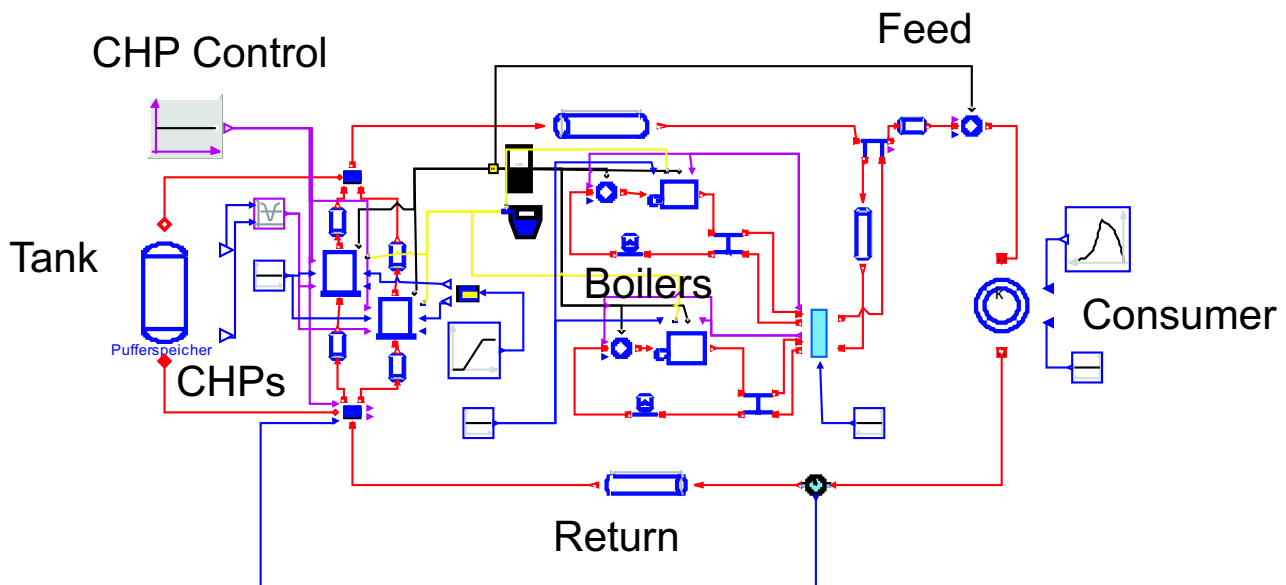 Feed
CHP Control
Tank
Boilers
k
Consumer
Pufferspeicher
CHPs
Return